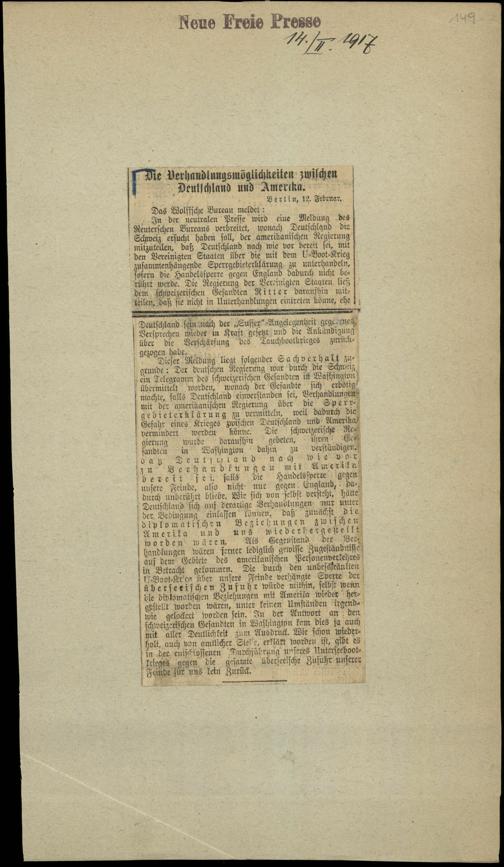 149
Neue Freie Presse
14./II. 1917
Die Verhandlungsmöglichkeiten zwischen
Deutschland und Amerika.
Berlin, 12. Februar.
Das Wolffsche Bureau meldet:
In der neutralen Presse wird eine Meldung des
Reuterschen Bureaus verbreitet, wonach Deutschland die
Schweiz ersucht haben soll, der amerikanischen Regierung
mitzuteilen, daß Deutschland nach wie vor bereit sei, mit
den Vereinigten Staaten über die mit dem U-Boot-Krieg
zusammenhängende Sperrgebieterklärung zu unterhandeln,
sofern die Handelssperre gegen England dadurch nicht be-
rührt werde. Die Regierung der Vereinigten Staaten ließ
dem schweizerischen Gesandten Ritter daraufhin mit-
teilen, daß sie nicht in Unterhandlungen eintreten könne, ehe
Deutschland sein nach der „Sussex"-Angelegenheit gegebenes
Versprechen wieder in Kraft gesetzt und die Ankündigung
über die Verschärfung des Tauchbootkrieges zurück-
gezogen habe.
Dieser Meldung liegt folgender Sachverhalt zu-
grunde: Der deutschen Regierung war durch die Schweiz
ein Telegramm des schweizerischen Gesandten in Washington
übermittelt worden, wonach der Gesandte sich erbötig
machte, falls Deutschland einverstanden sei, Verhandlungen
mit der amerikanischen Regierung über die Sperr-
gebieterklärung zu vermitteln, weil dadurch die
Gefahr eines Krieges zwischen Deutschland und Amerika
vermindert werden könne. Die schweizerische Re-
gierung wurde daraufhin gebeten, ihren Ge-
sandten in Washington dahin zu verständigen,
daß Deutschland nach wie vor
zu Verhandlungen mit Amerika
bereit sei, falls die Handelssperre gegen
unsere Feinde, also nicht nur gegen England, da-
durch unberührt bliebe. Wie sich von selbst versteht, hätte
Deutschland sich auf derartige Verhandlungen nur unter
der Bedingung einlassen können, daß zunächst die
diplomatischen Beziehungen zwischen
Amerika und uns wiederhergestellt
worden wären. Als Gegenstand der Ver-
handlungen wären ferner lediglich gewisse Zugeständnisse
auf dem Gebiete des amerikanischen Personenverkehres
in Betracht gekommen. Die durch den unbeschränkten
U-Boot-Krieg über unsere Feinde verhängte Sperre der
überseeischen Zufuhr würde mithin, selbst wenn
die diplomatischen Beziehungen mit Amerika wieder her-
gestellt worden wären, unter keinen Umständen irgend-
wie gelockert worden sein. In der Antwort an den
schweizerischen Gesandten in Washington kam dies ja auch
mit aller Deutlichkeit zum Ausdruck. Wie schon wieder-
holt, auch von amtlicher Stelle, erklärt worden ist, gibt es
in der entschlossenen Durchführung unseres Unterseeboot-
krieges gegen die gesamte überseeische Zufuhr unserer
Feinde für uns kein Zurück.